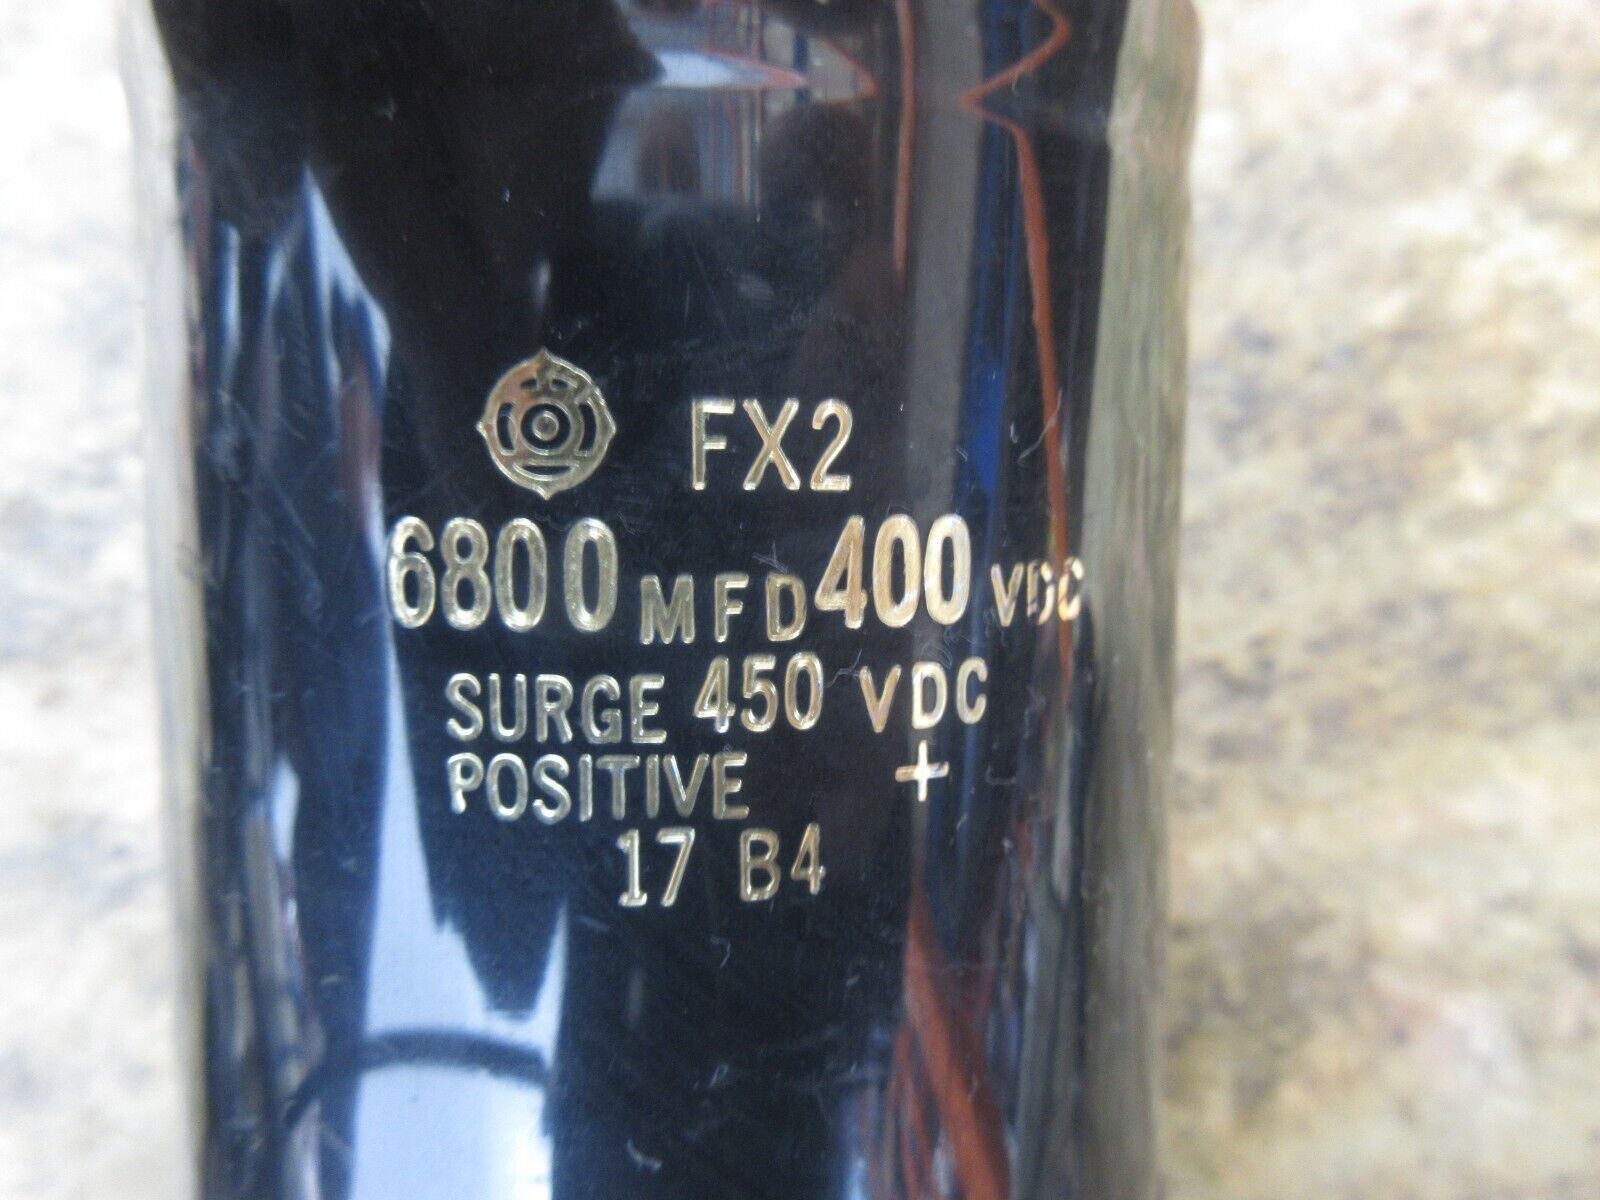 FX2
6800 MFD 400 VDC
SURGE 450 VDC
POSITIVE +
17 B4